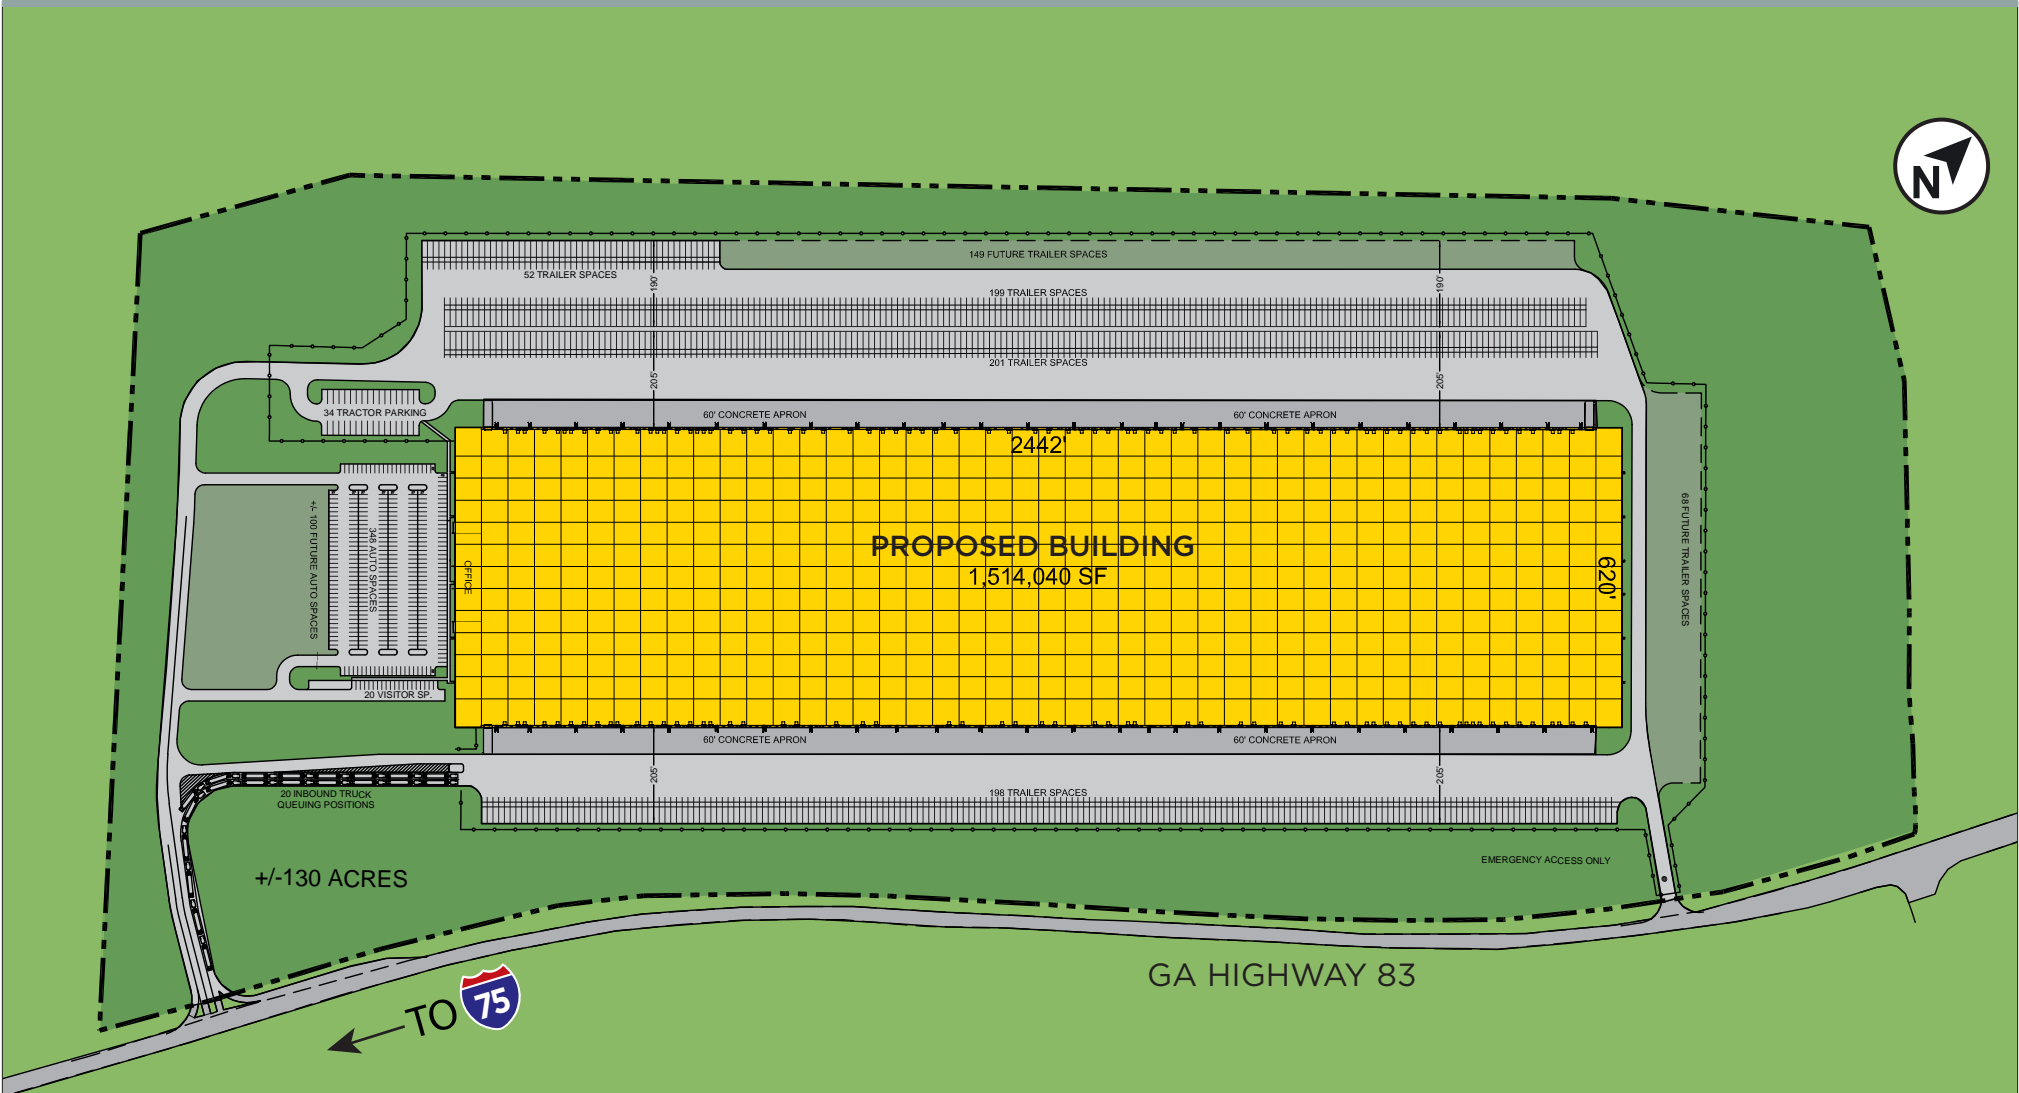 N
149 FUTURE TRAILER SPACES
52 TRAILER SPACES
190'
190'
199 TRAILER SPACES
201 TRAILER SPACES
205'
205'
34 TRACTOR PARKING
60' CONCRETE APRON
60' CONCRETE APRON
2442'
+/- 100 FUTURE AUTO SPACES
348 AUTO SPACES
OFFICE
PROPOSED BUILDING
1,514,040 SF
620'
68 FUTURE TRAILER SPACES
20 VISITOR SP.
60' CONCRETE APRON
60' CONCRETE APRON
205'
205'
20 INBOUND TRUCK
QUEUING POSITIONS
198 TRAILER SPACES
EMERGENCY ACCESS ONLY
+/-130 ACRES
GA HIGHWAY 83
TO 75